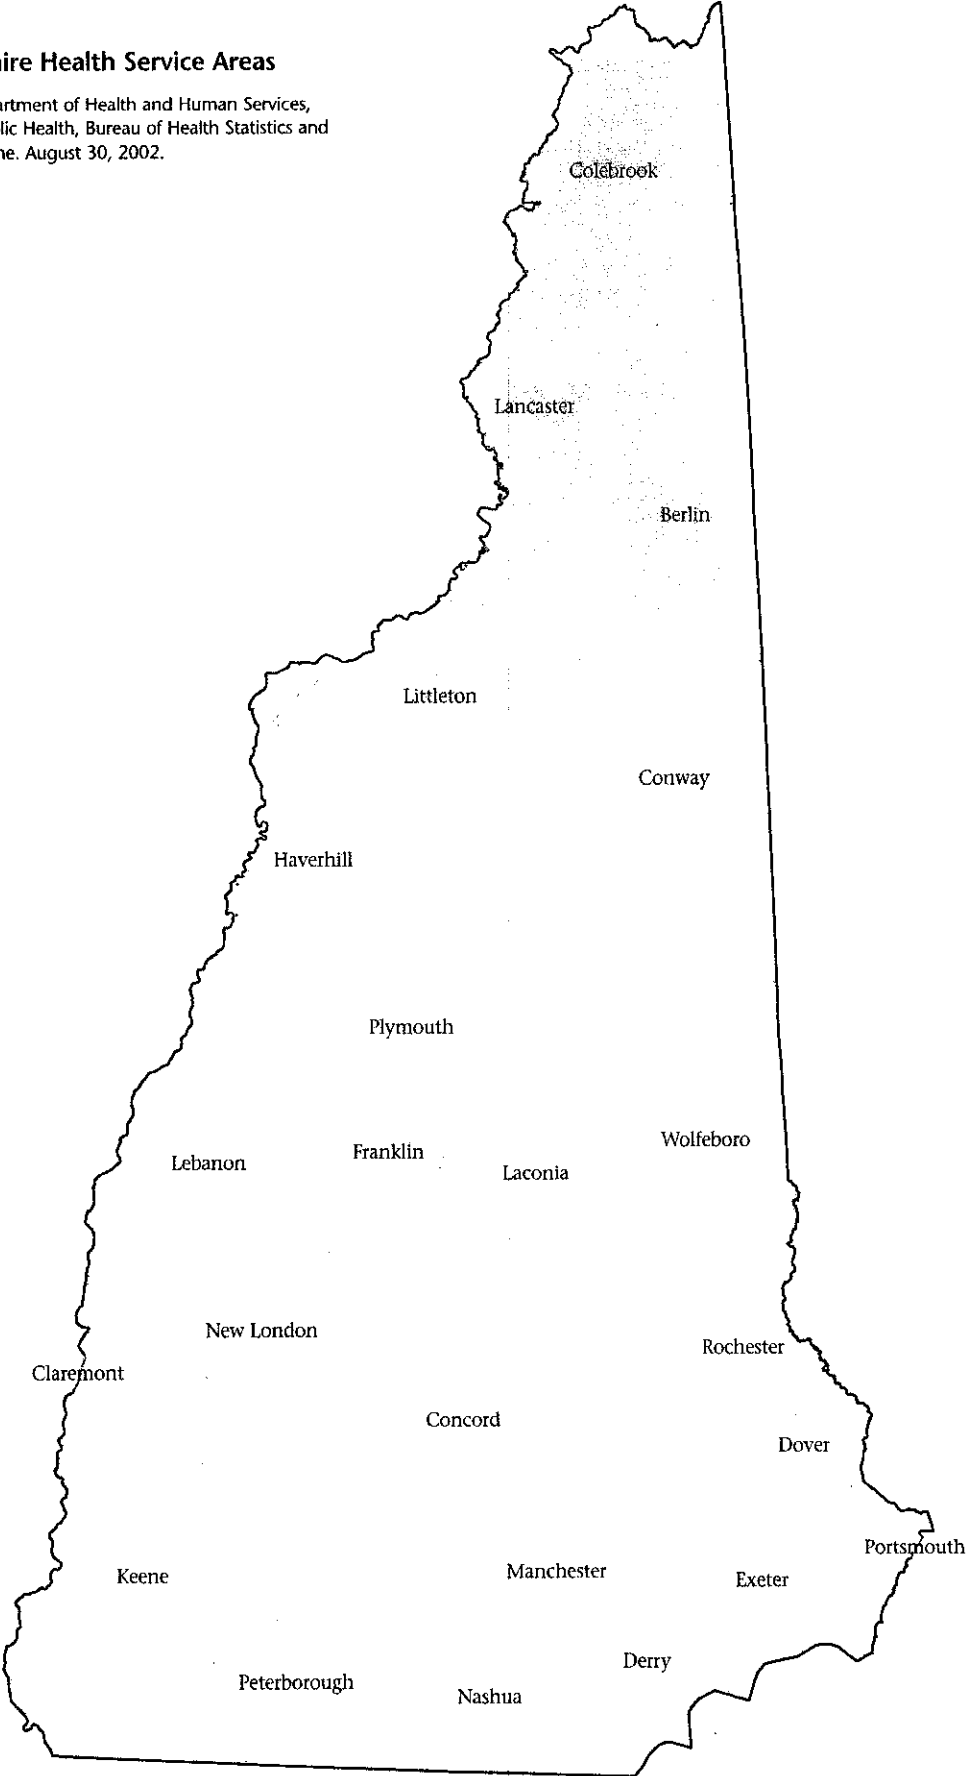 ire Health Service Areas
artment of Health and Human Services,
lic Health, Bureau of Health Statistics and
ne. August 30, 2002.
Colebrook
Lancaster
Berlin
Littleton
Conway
Haverhill
Plymouth
Wolfeboro
Franklin
Lebanon
Laconia
New London
Rochester
Claremont
Concord
Dover
Portsmouth
Manchester
Keene
Exeter
Derry
Peterborough
Nashua